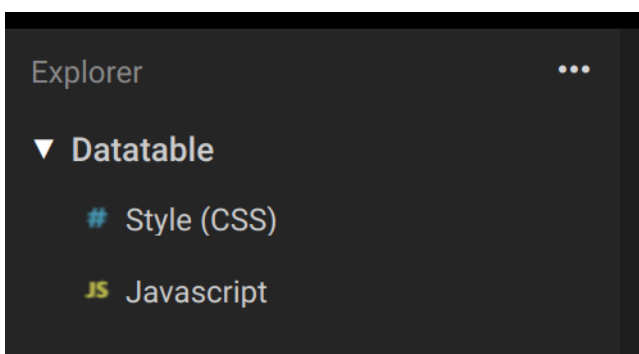 Explorer •••
▼ Datatable
# Style (CSS)
JS Javascript